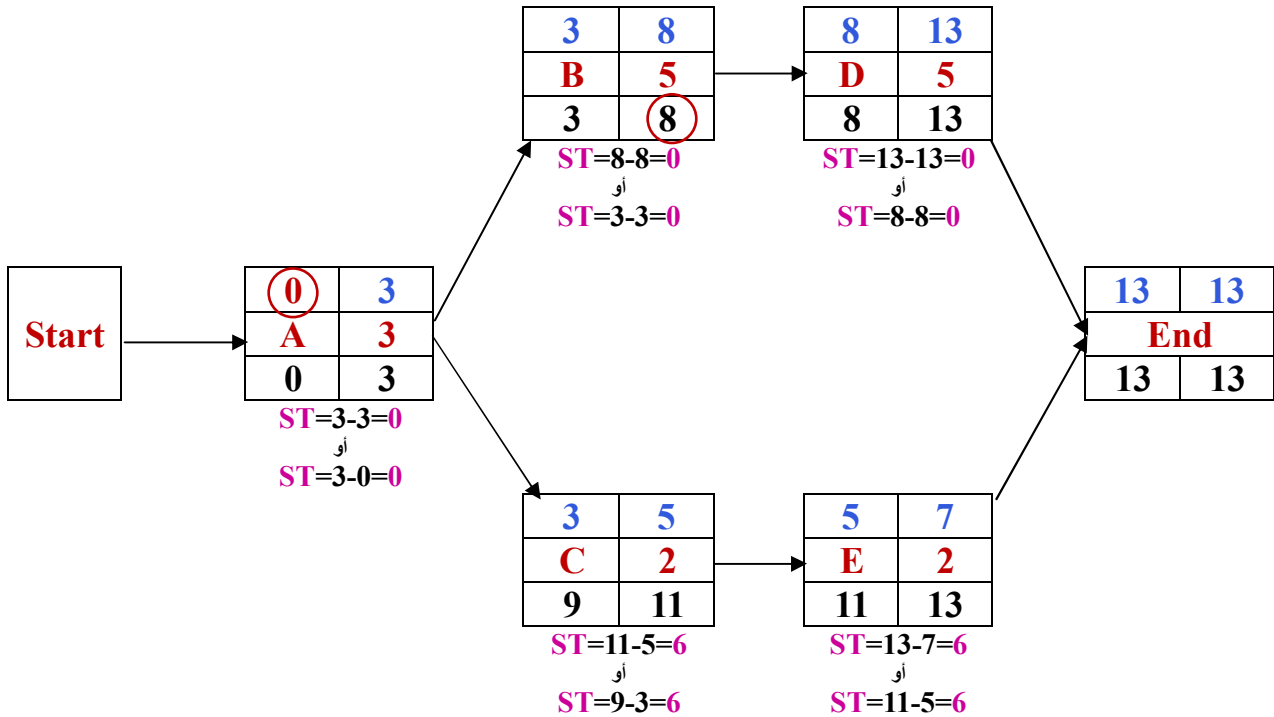 Start
0 3
A 3
0 3
ST=3-3=0
أو
ST=3-0=0
3 8
B 5
3 8
ST=8-8=0
أو
ST=3-3=0
8 13
D 5
8 13
ST=13-13=0
أو
ST=8-8=0
3 5
C 2
9 11
ST=11-5=6
أو
ST=9-3=6
5 7
E 2
11 13
ST=13-7=6
أو
ST=11-5=6
13 13
End
13 13